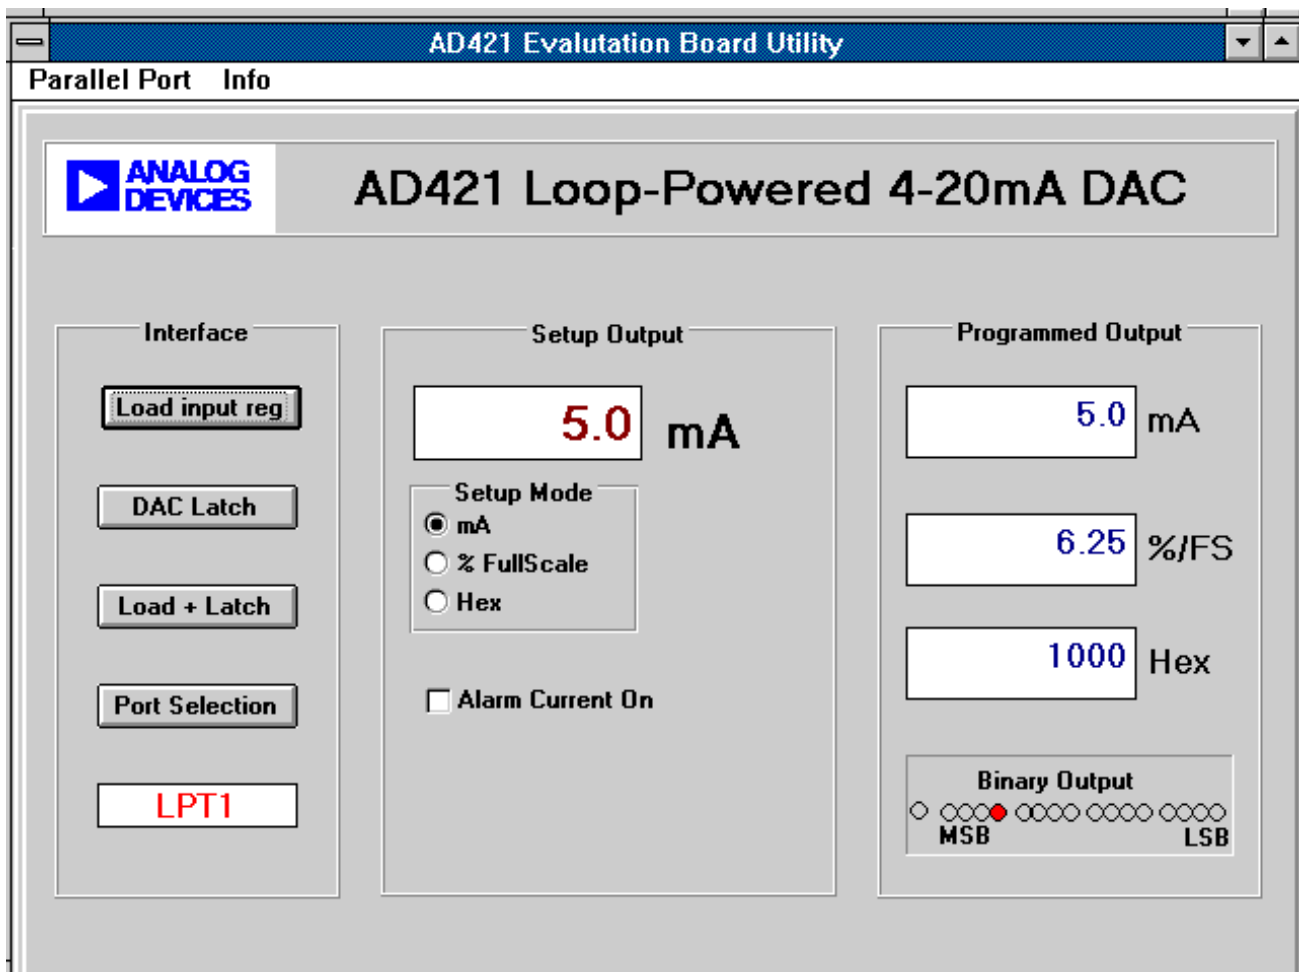 AD421 Evalutation Board Utility
Parallel Port Info
ANALOG
DEVICES
AD421 Loop-Powered 4-20mA DAC
Interface
Load input reg
DAC Latch
Load + Latch
Port Selection
LPT1
Setup Output
5.0 mA
Setup Mode
mA
% FullScale
Hex
Alarm Current On
Programmed Output
5.0 mA
6.25 %/FS
1000 Hex
Binary Output
MSB LSB